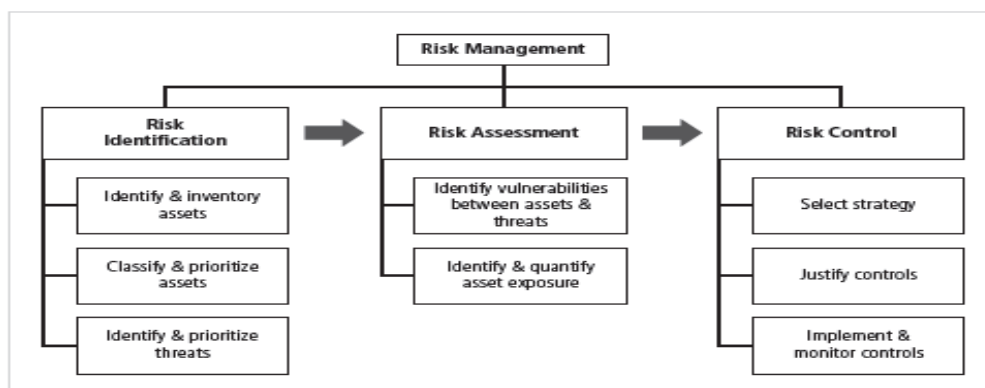 Risk Management
Risk
Identification
Identify & inventory
assets
Classify & prioritize
assets
Identify & prioritize
threats
Risk Assessment
Identify vulnerabilities
between assets &
threats
Identify & quantify
asset exposure
Risk Control
Select strategy
Justify controls
Implement &
monitor controls